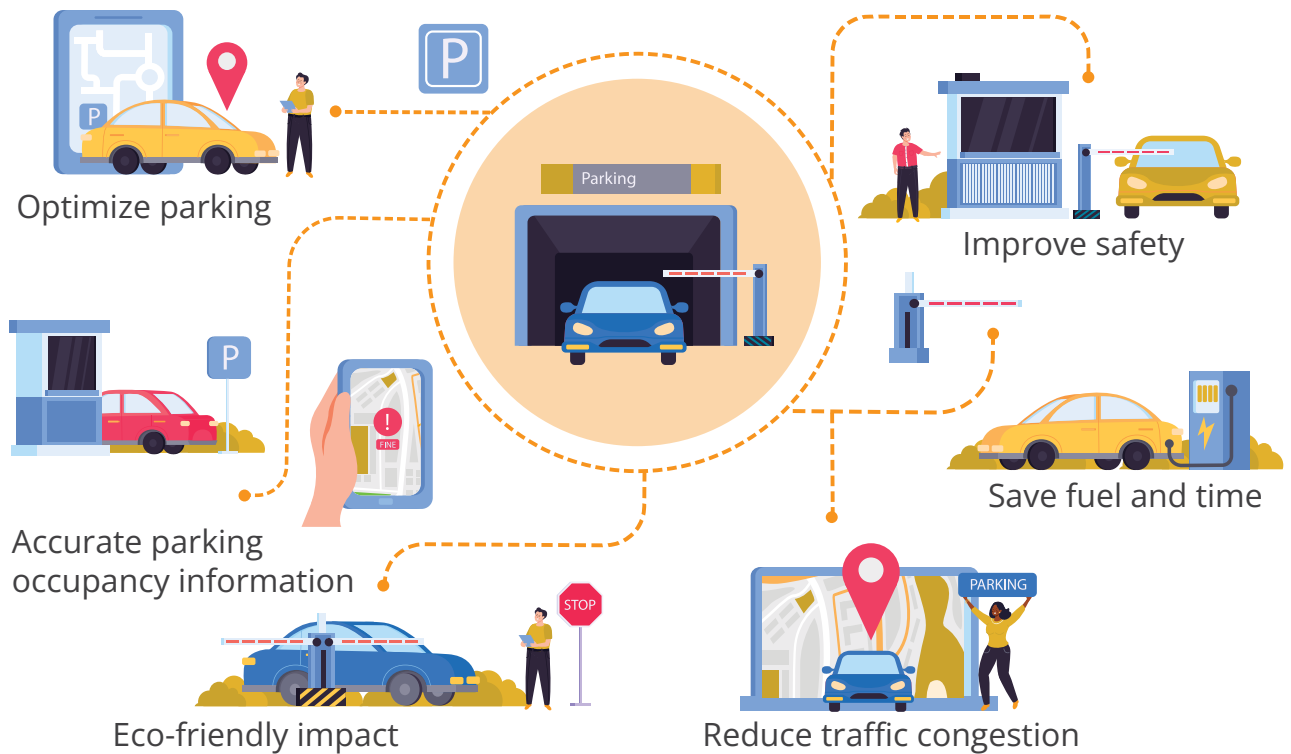 P
P
Optimize parking
Parking
Improve safety
P
!
FINE
Accurate parking
occupancy information
Save fuel and time
STOP
Eco-friendly impact
PARKING
Reduce traffic congestion